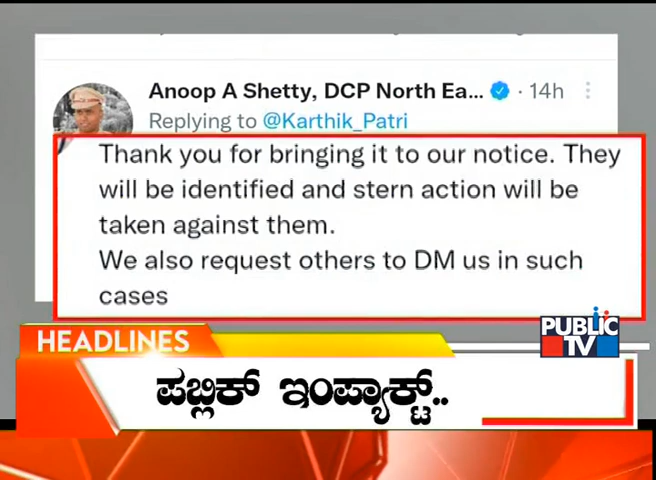 Anoop A Shetty, DCP North Ea... · 14h
Replying to @Karthik_Patri
Thank you for bringing it to our notice. They
will be identified and stern action will be
taken against them.
We also request others to DM us in such
cases
HEADLINES
PUBLiC
TV
ಪಬ್ಲಿಕ್ ಇಂಪ್ಯಾಕ್ಟ್..